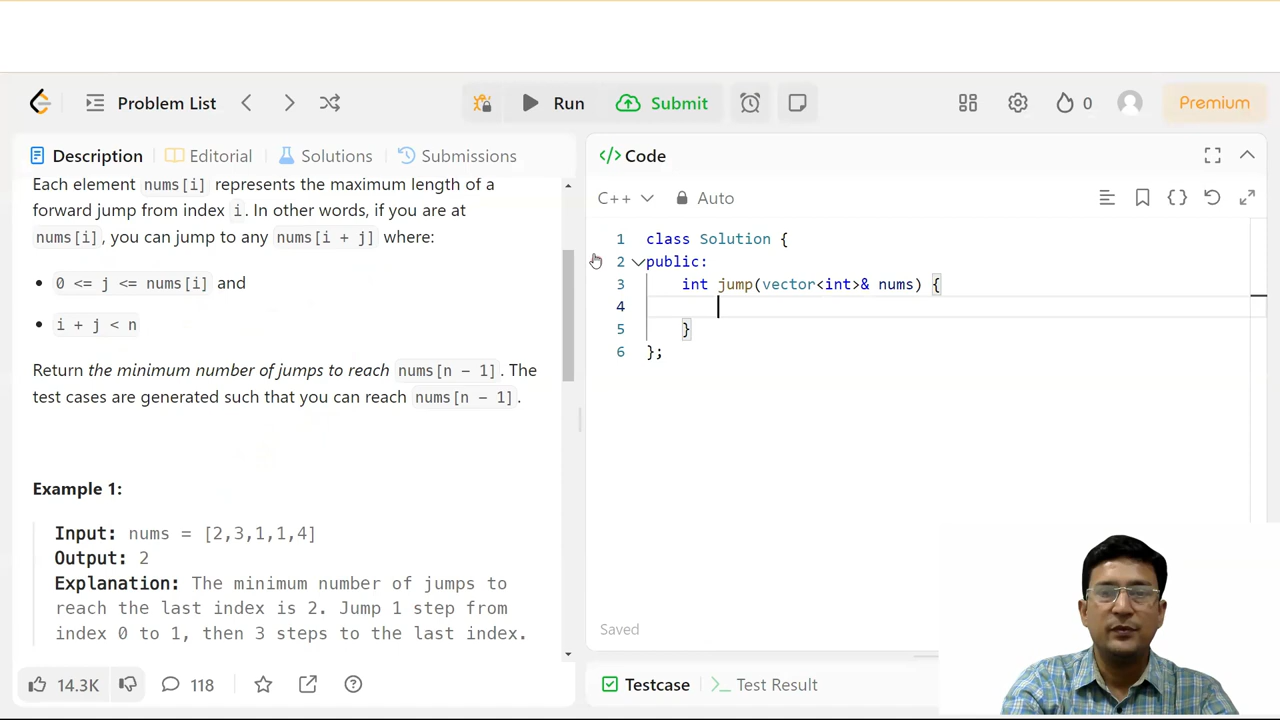 Problem List
Run
Submit
0
Premium
Description
Editorial
Solutions
Submissions
Each element nums[i] represents the maximum length of a
forward jump from index i. In other words, if you are at
nums[i], you can jump to any nums[i + j] where:
• 0 <= j <= nums[i] and
• i + j < n
Return the minimum number of jumps to reach nums[n - 1]. The
test cases are generated such that you can reach nums[n - 1].
Example 1:
Input: nums = [2,3,1,1,4]
Output: 2
Explanation: The minimum number of jumps to
reach the last index is 2. Jump 1 step from
index 0 to 1, then 3 steps to the last index.
14.3K
118
</> Code
C++
Auto
1 class Solution {
2 public:
3 int jump(vector<int>& nums) {
4
5 }
6 };
Saved
Testcase
>_ Test Result